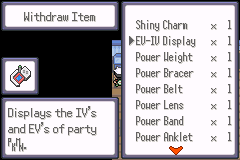 Withdraw Item
Displays the IV's
and EV's of party
PKMN.
Shiny Charm × 1
EV-IV Display × 1
Power Weight × 1
Power Bracer × 1
Power Belt × 1
Power Lens × 1
Power Band × 1
Power Anklet × 1